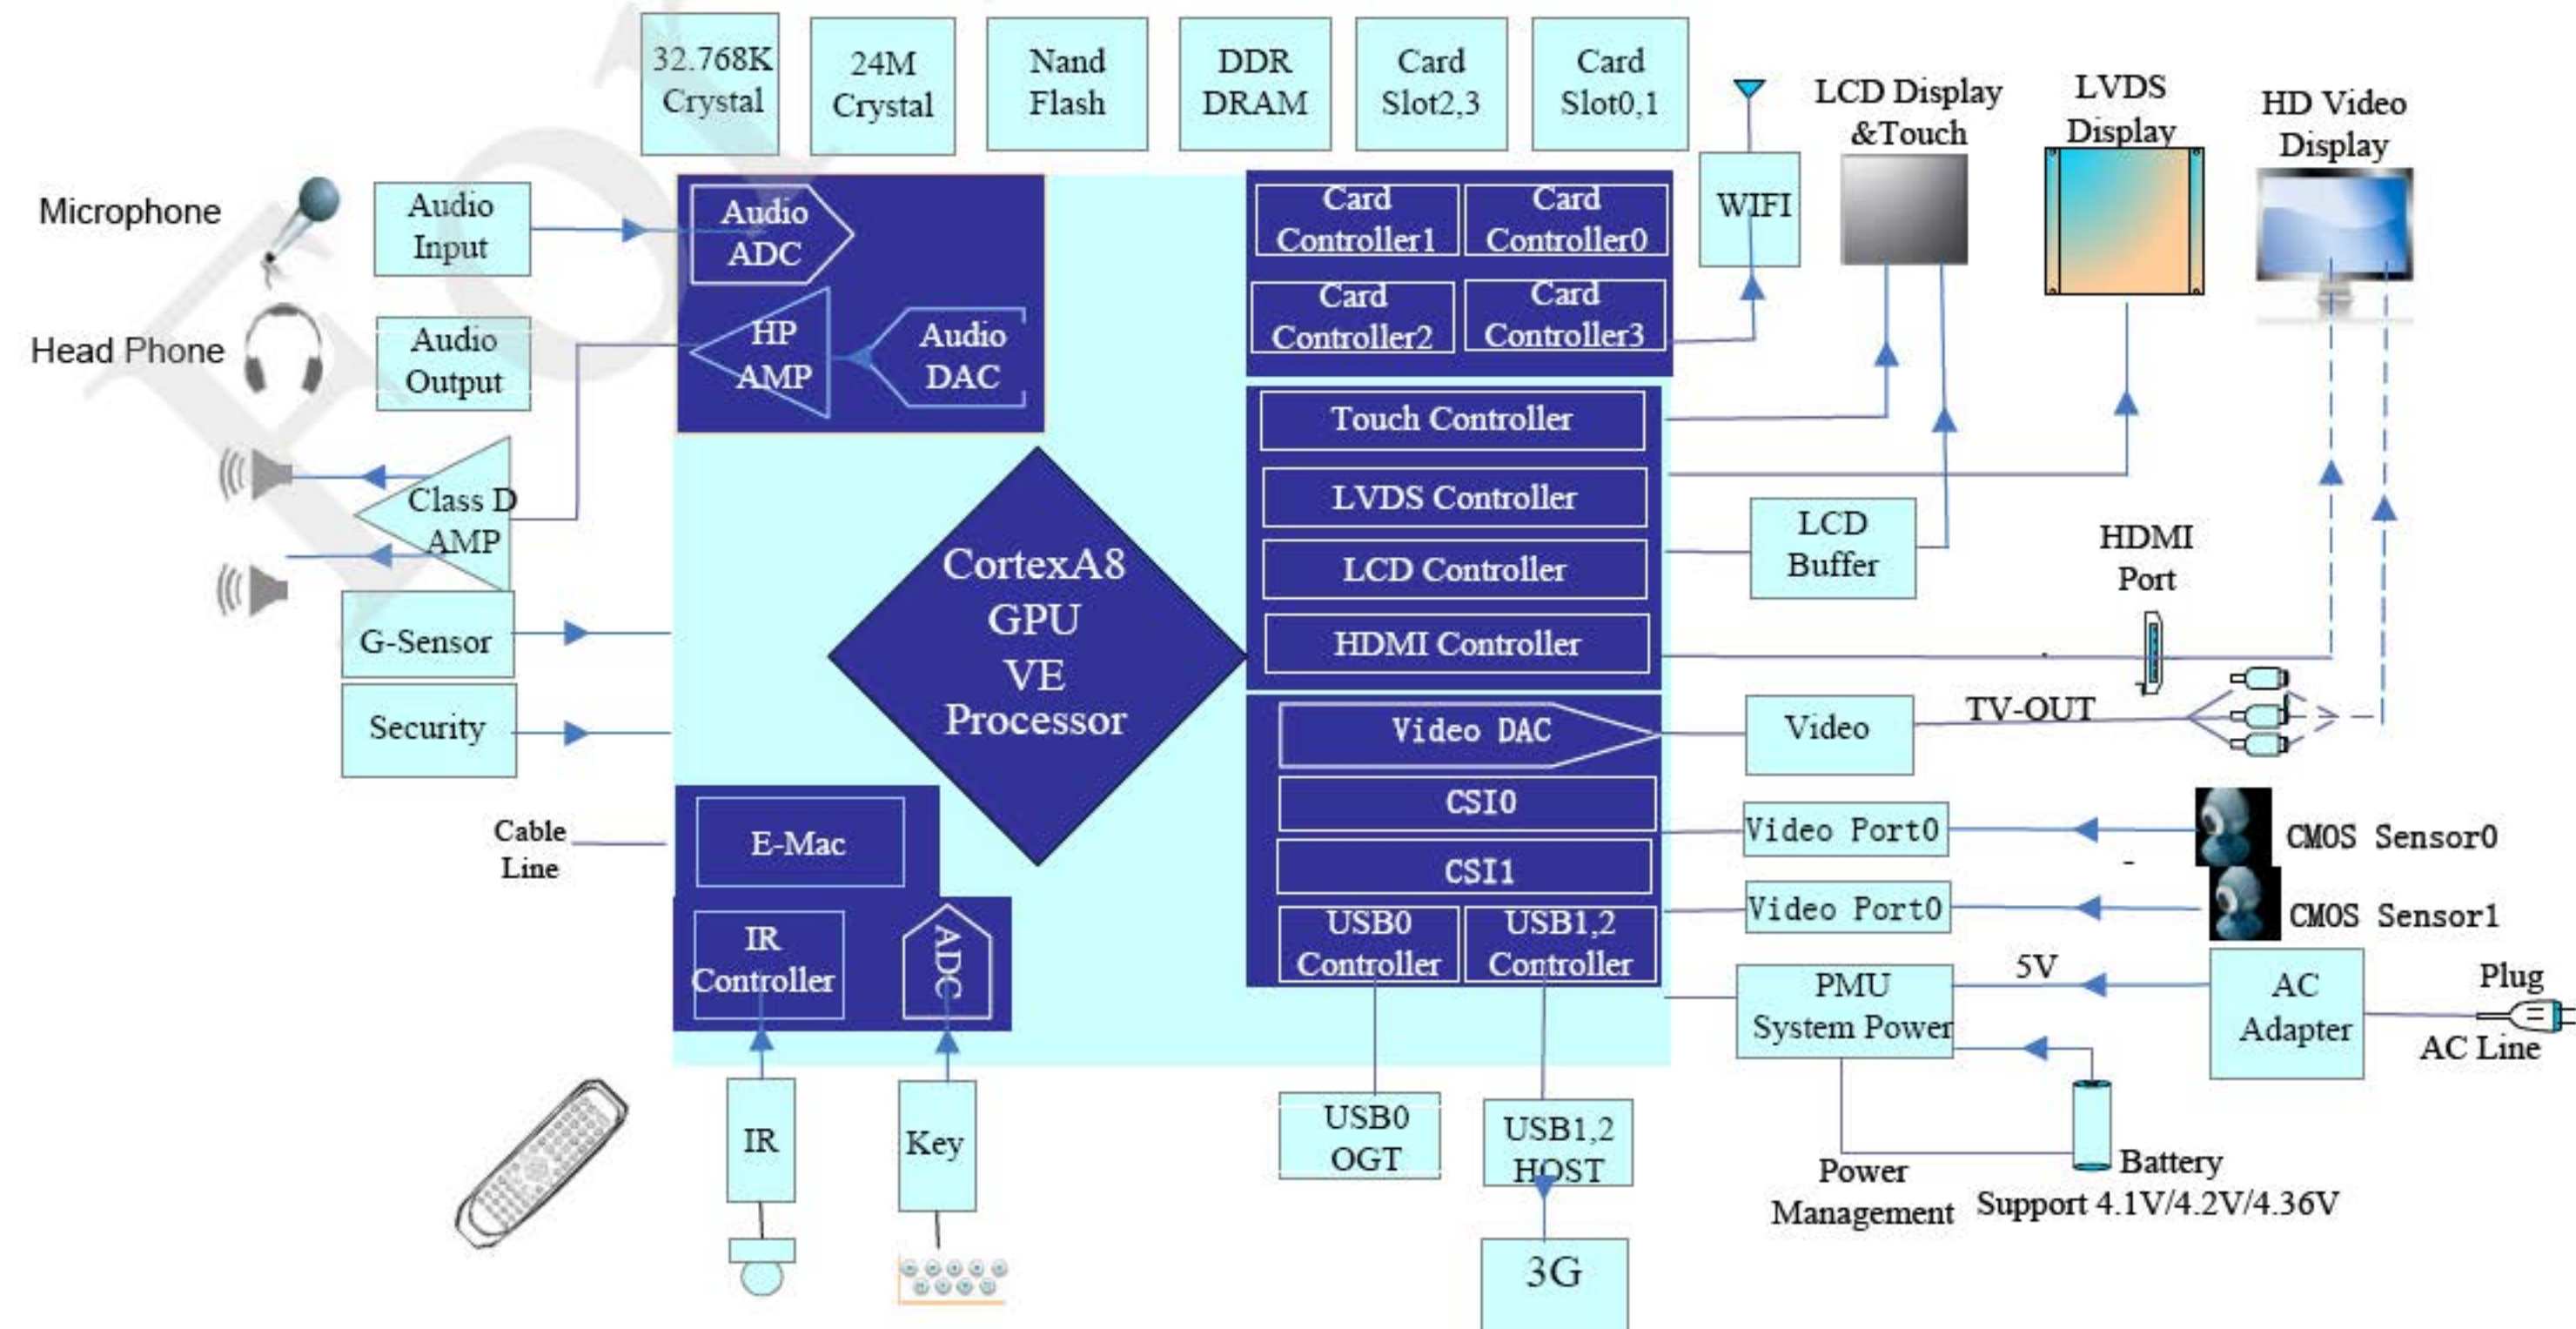 32.768K
Crystal
24M
Crystal
Nand
Flash
DDR
DRAM
Card
Slot2,3
Card
Slot0,1
LCD Display
&Touch
LVDS
Display
HD Video
Display
Microphone
Audio
Input
Audio
ADC
Card
Controller1
Card
Controller0
WIFI
Head Phone
Audio
Output
HP
AMP
Audio
DAC
Card
Controller2
Card
Controller3
Touch Controller
Class D
AMP
LVDS Controller
LCD Controller
HDMI Controller
LCD
Buffer
HDMI
Port
CortexA8
GPU
VE
Processor
G-Sensor
Security
Video DAC
Video
TV-OUT
Cable
Line
E-Mac
CSI0
CSI1
Video Port0
CMOS Sensor0
Video Port0
CMOS Sensor1
IR
Controller
ADC
USB0
Controller
USB1,2
Controller
PMU
System Power
5V
AC
Adapter
Plug
AC Line
IR
Key
USB0
OGT
USB1,2
HOST
Power
Management
Battery
Support 4.1V/4.2V/4.36V
3G